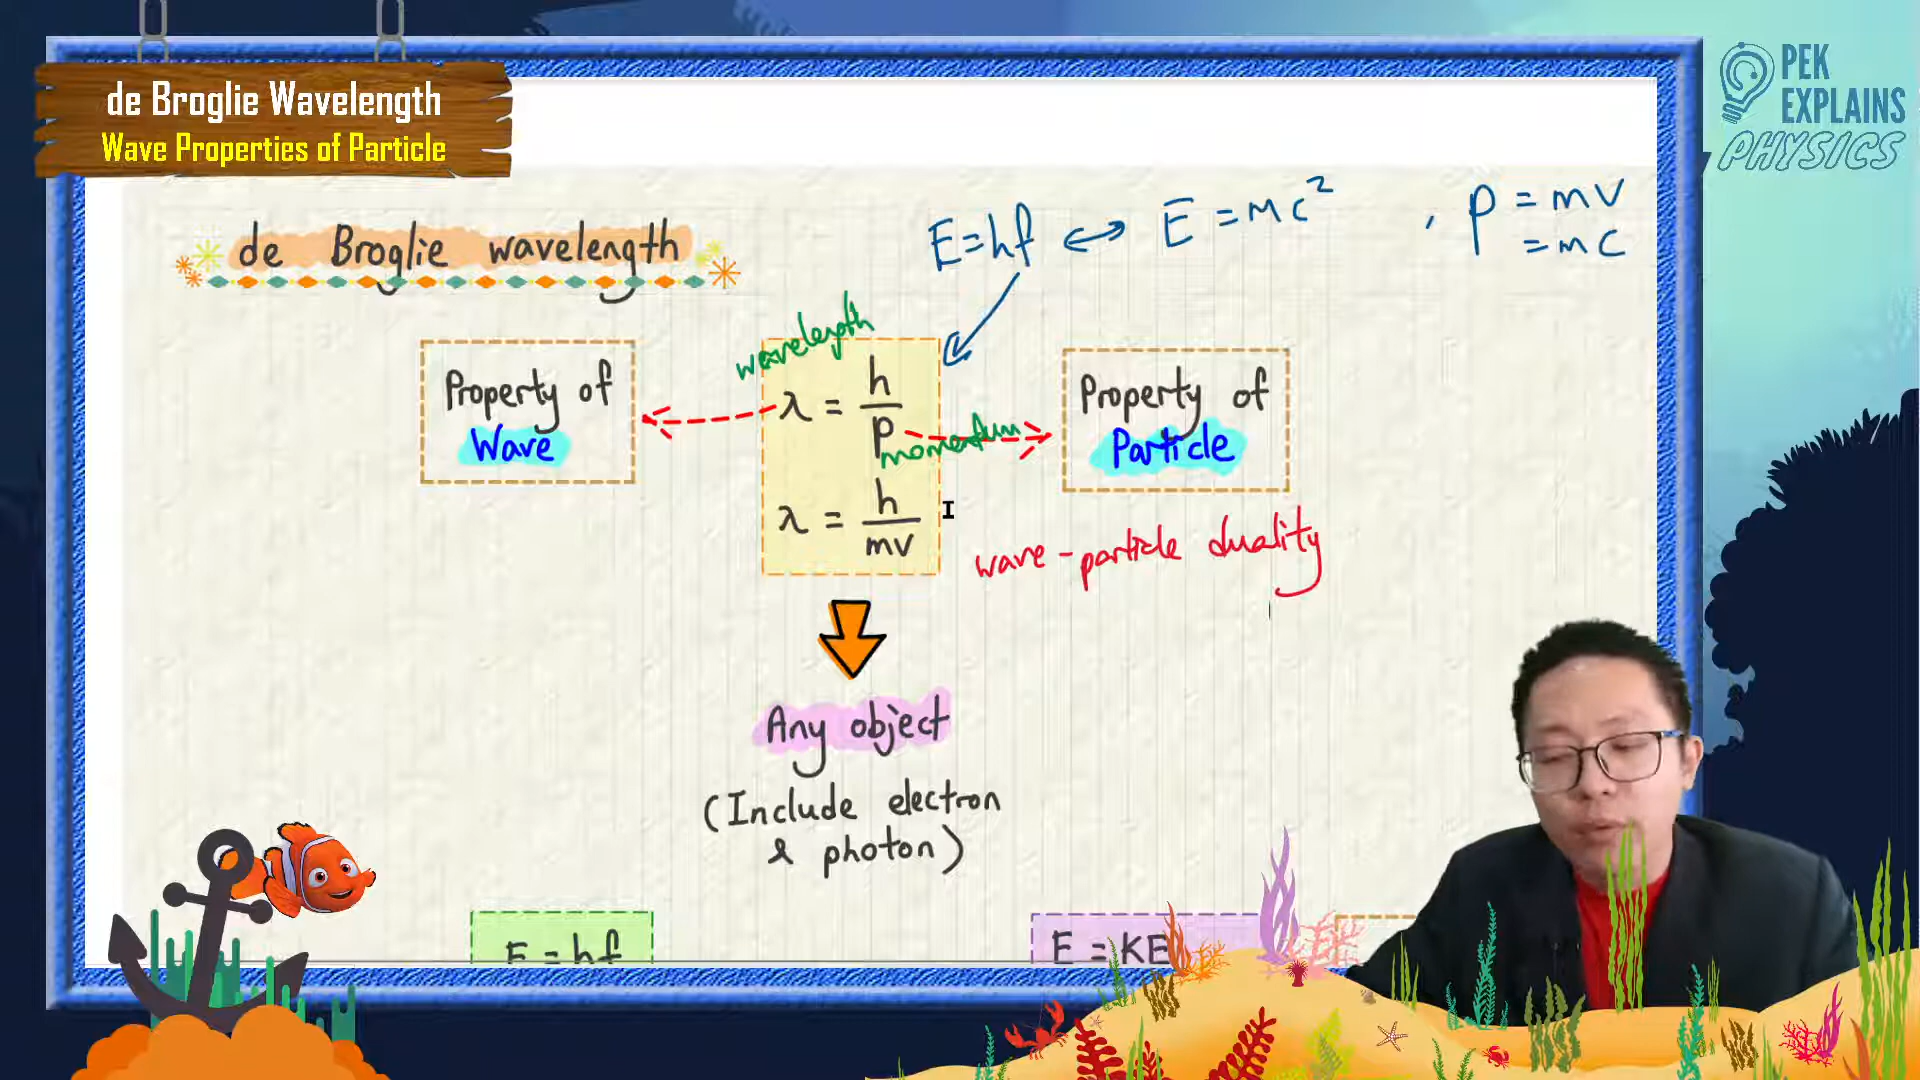 de Broglie Wavelength
Wave Properties of Particle
PEK
EXPLAINS
PHYSICS
de Broglie wavelength
E=hf ↔ E=mc²
, P = mv
= mc
wavelength
Property of
Wave
λ = h/P
momentum
Property of
Particle
λ = h/mv
wave-particle duality
Any object
(Include electron
& photon)
E = hf
E = KE